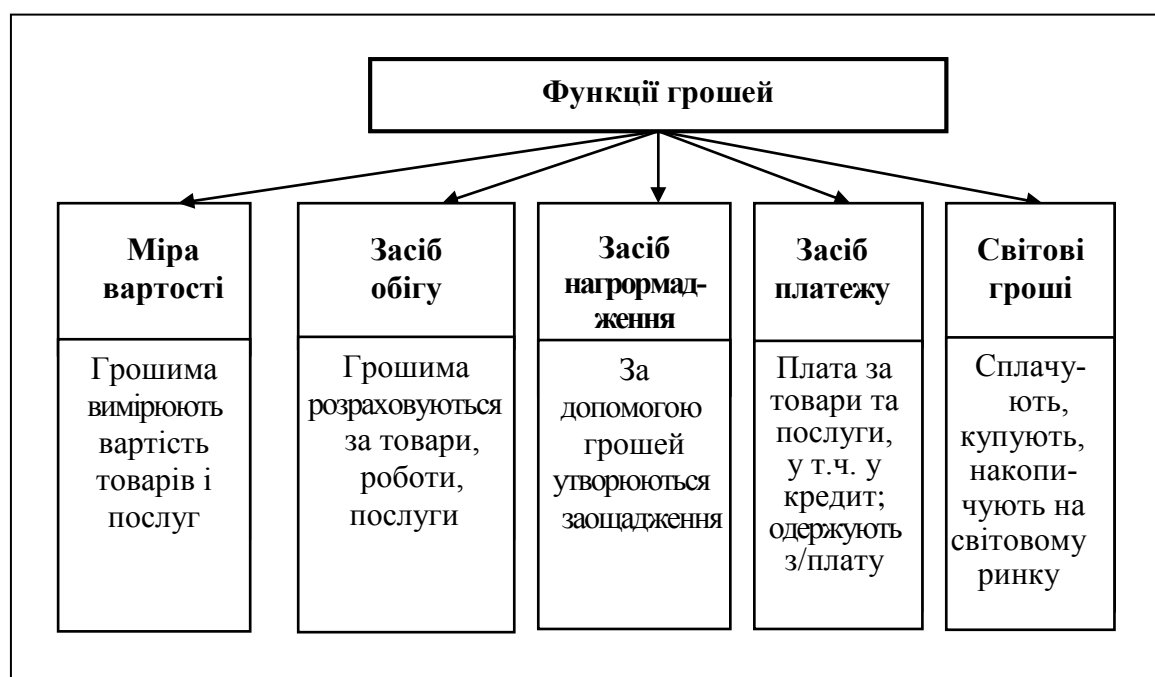 Функції грошей
Міра
вартості
Засіб
обігу
Засіб
нагрормад-
ження
Засіб
платежу
Світові
гроші
Грошима
вимірюють
вартість
товарів і
послуг
Грошима
розраховуються
за товари,
роботи,
послуги
За
допомогою
грошей
утворюються
заощадження
Плата за
товари та
послуги,
у т.ч. у
кредит;
одержують
з/плату
Сплачу-
ють,
купують,
накопи-
чують на
світовому
ринку